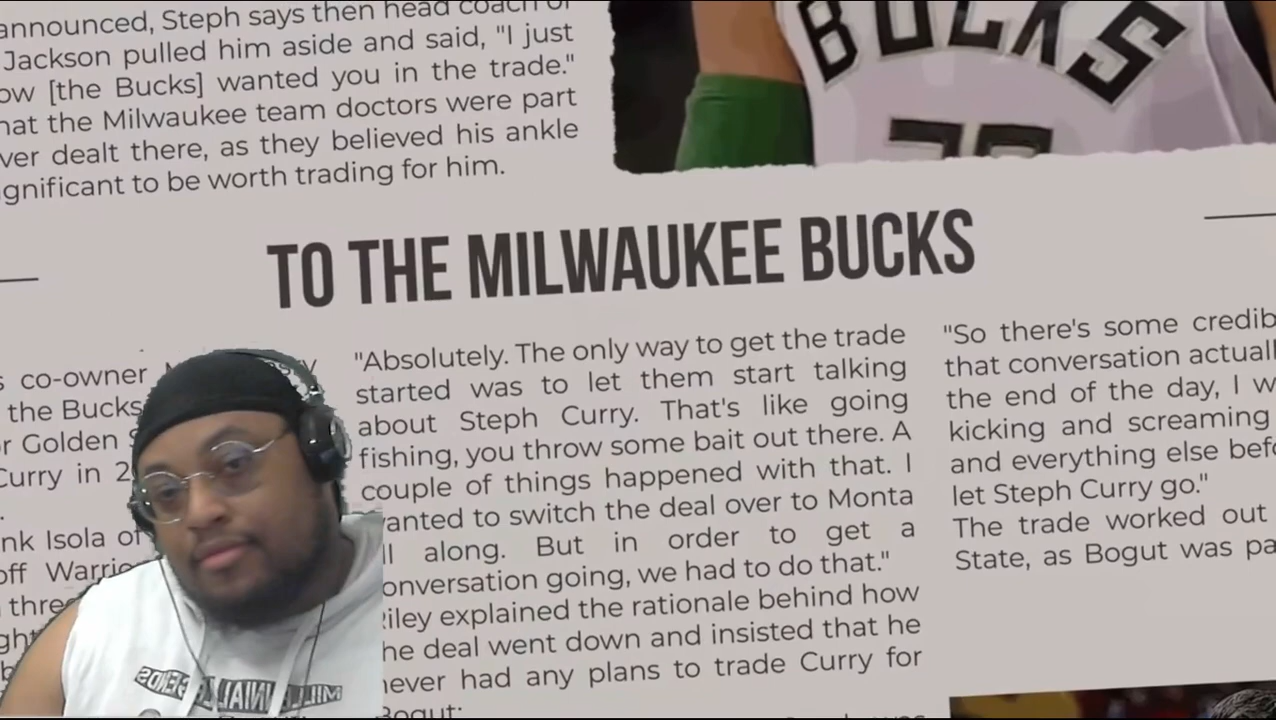 announced, Steph says then head coach of
Jackson pulled him aside and said, "I just
ow [the Bucks] wanted you in the trade."
hat the Milwaukee team doctors were part
ver dealt there, as they believed his ankle
gnificant to be worth trading for him.
BUCKS
TO THE MILWAUKEE BUCKS
s co-owner
the Bucks
or Golden
Curry in 2
nk Isola of
off Warrio
three
"Absolutely. The only way to get the trade
started was to let them start talking
about Steph Curry. That's like going
fishing, you throw some bait out there. A
couple of things happened with that. I
wanted to switch the deal over to Monta
ll along. But in order to get a
onversation going, we had to do that."
Riley explained the rationale behind how
he deal went down and insisted that he
never had any plans to trade Curry for
Bogut:
"So there's some credib
that conversation actuall
the end of the day, I w
kicking and screaming
and everything else befo
let Steph Curry go."
The trade worked out
State, as Bogut was pa